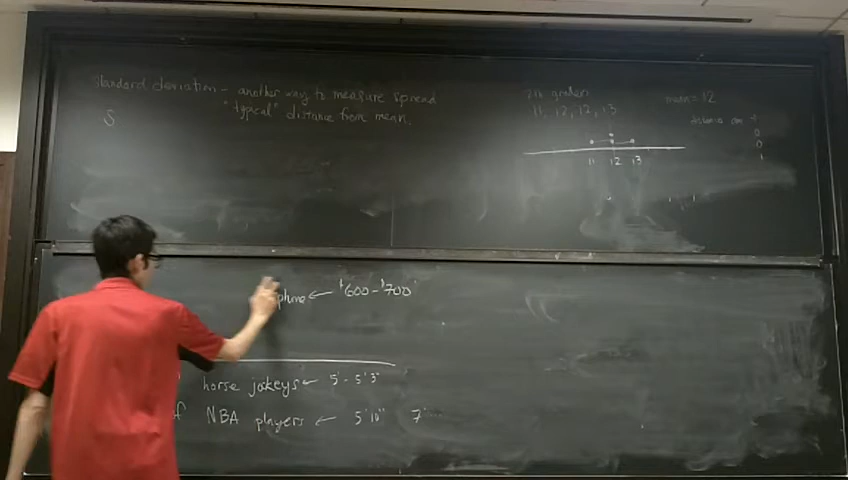 Standard deviation - another way to measure spread
"typical" distance from mean.
S
7th graders
11, 12, 12, 13
mean = 12
distance
-1
0
0
1
11 12 13
phone ← $600 - $700
horse jockeys ← 5' - 5'3"
of NBA players ← 5'10" 7'...